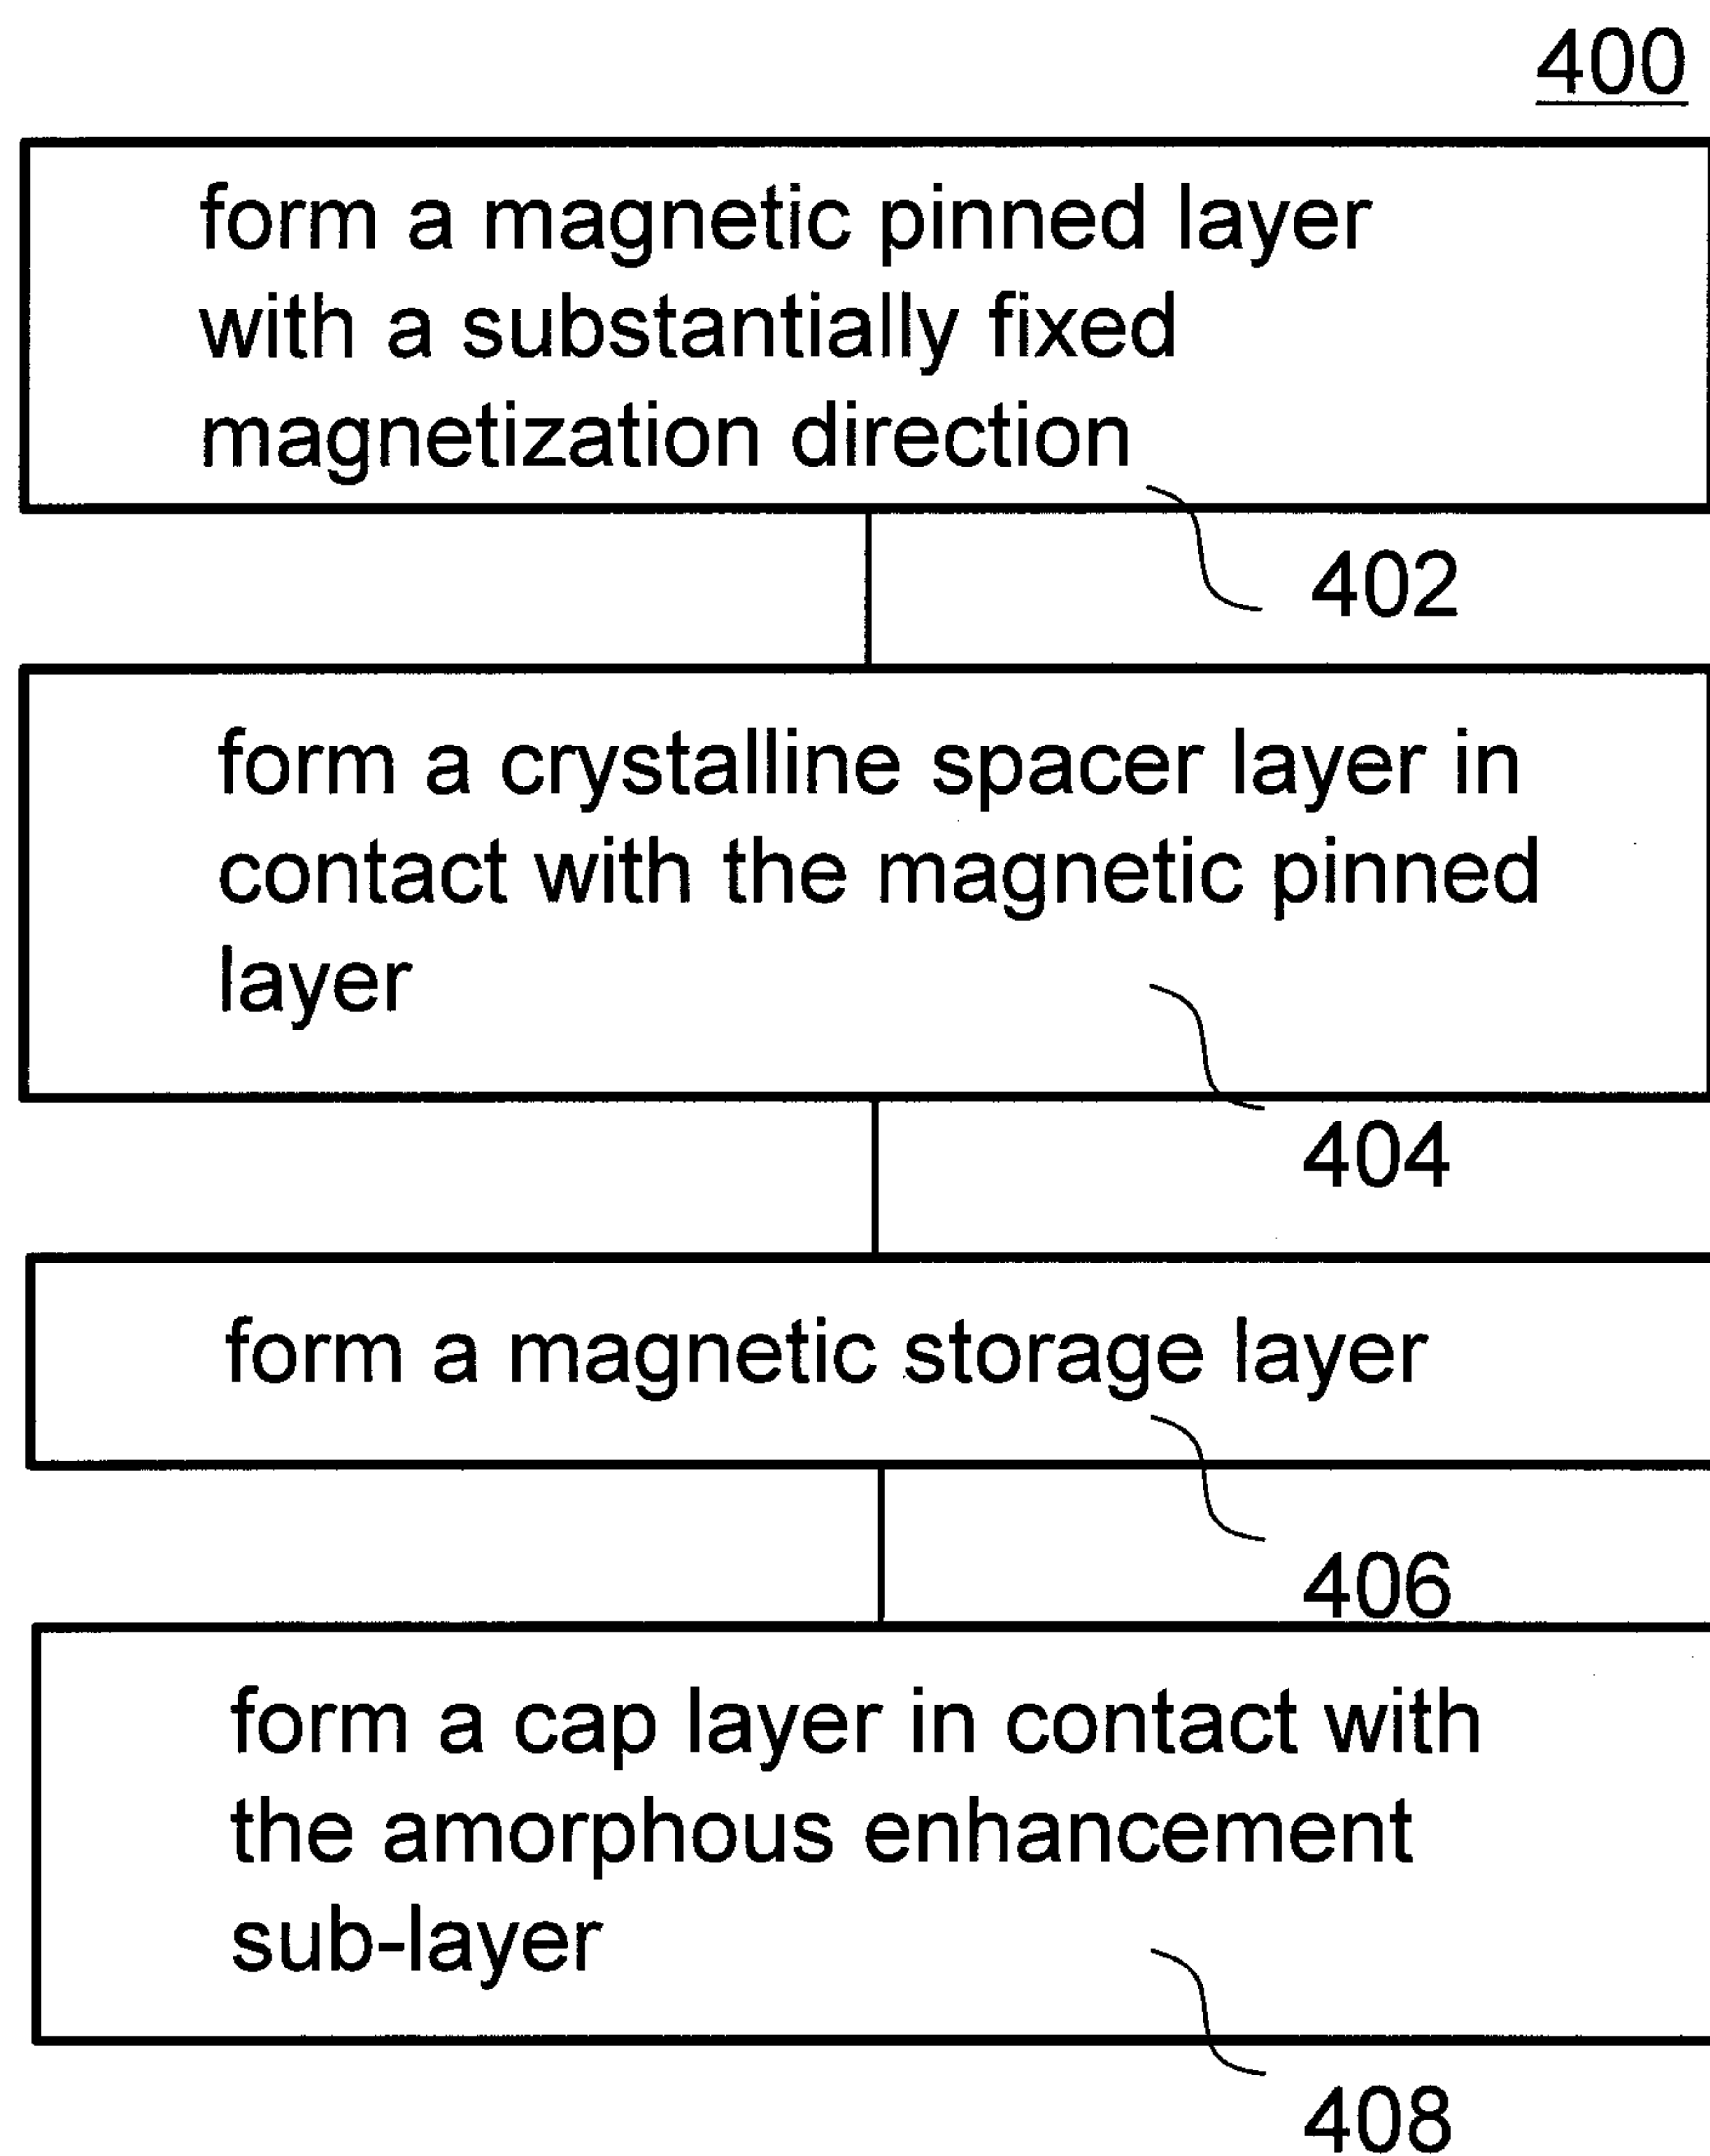 400
form a magnetic pinned layer
with a substantially fixed
magnetization direction
402
form a crystalline spacer layer in
contact with the magnetic pinned
layer
404
form a magnetic storage layer
406
form a cap layer in contact with
the amorphous enhancement
sub-layer
408